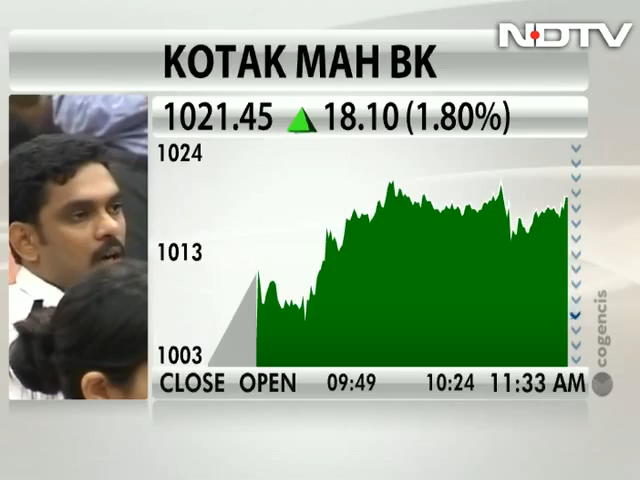 NDTV
KOTAK MAH BK
1021.45 ▲ 18.10 (1.80%)
1024
1013
1003
CLOSE OPEN 09:49 10:24 11:33 AM
cogencis